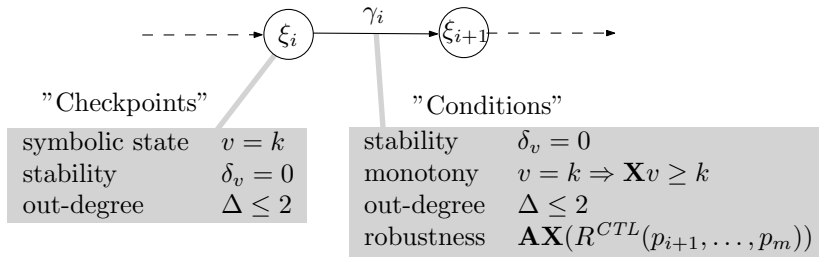 γ_i
ξ_i ξ_{i+1}
”Checkpoints” ”Conditions”
symbolic state v = k
stability δ_v = 0
out-degree Δ ≤ 2
stability δ_v = 0
monotony v = k ⇒ Xv ≥ k
out-degree Δ ≤ 2
robustness AX(R^{CTL}(p_{i+1}, . . . , p_m))